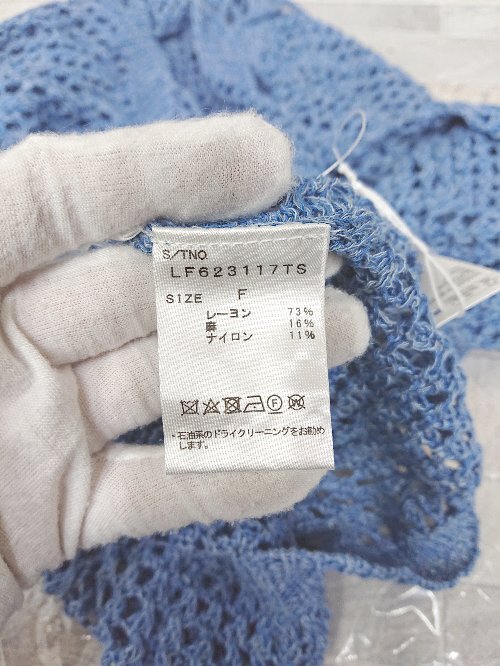 S/TNO.
LF623117TS
SIZE F
レーヨン 73%
麻 16%
ナイロン 11%
・石油系のドライクリーニングをお勧め
します。